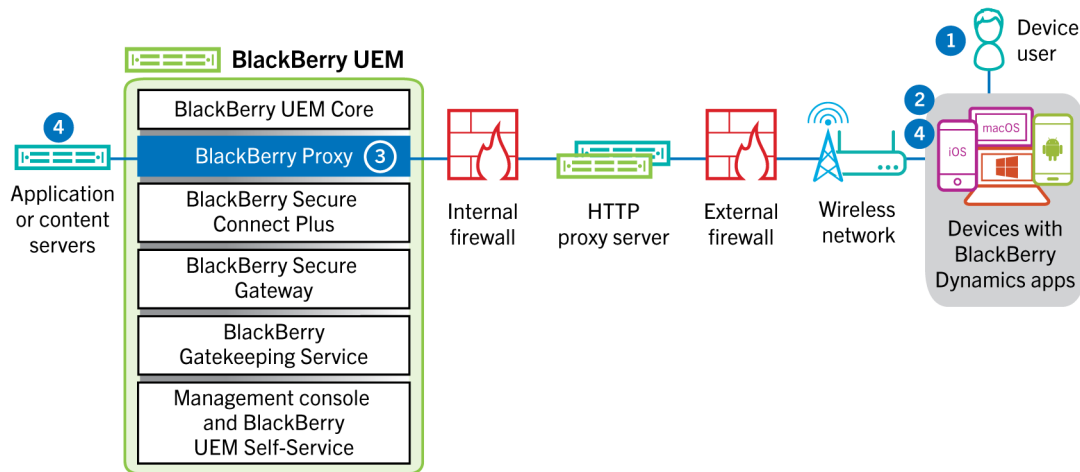 1
Device
user
BlackBerry UEM
BlackBerry UEM Core
4
BlackBerry Proxy 3
Application
or content
servers
BlackBerry Secure
Connect Plus
BlackBerry Secure
Gateway
BlackBerry
Gatekeeping Service
Management console
and BlackBerry
UEM Self-Service
Internal
firewall
HTTP
proxy server
External
firewall
Wireless
network
2
4
iOS
macOS
Devices with
BlackBerry
Dynamics apps